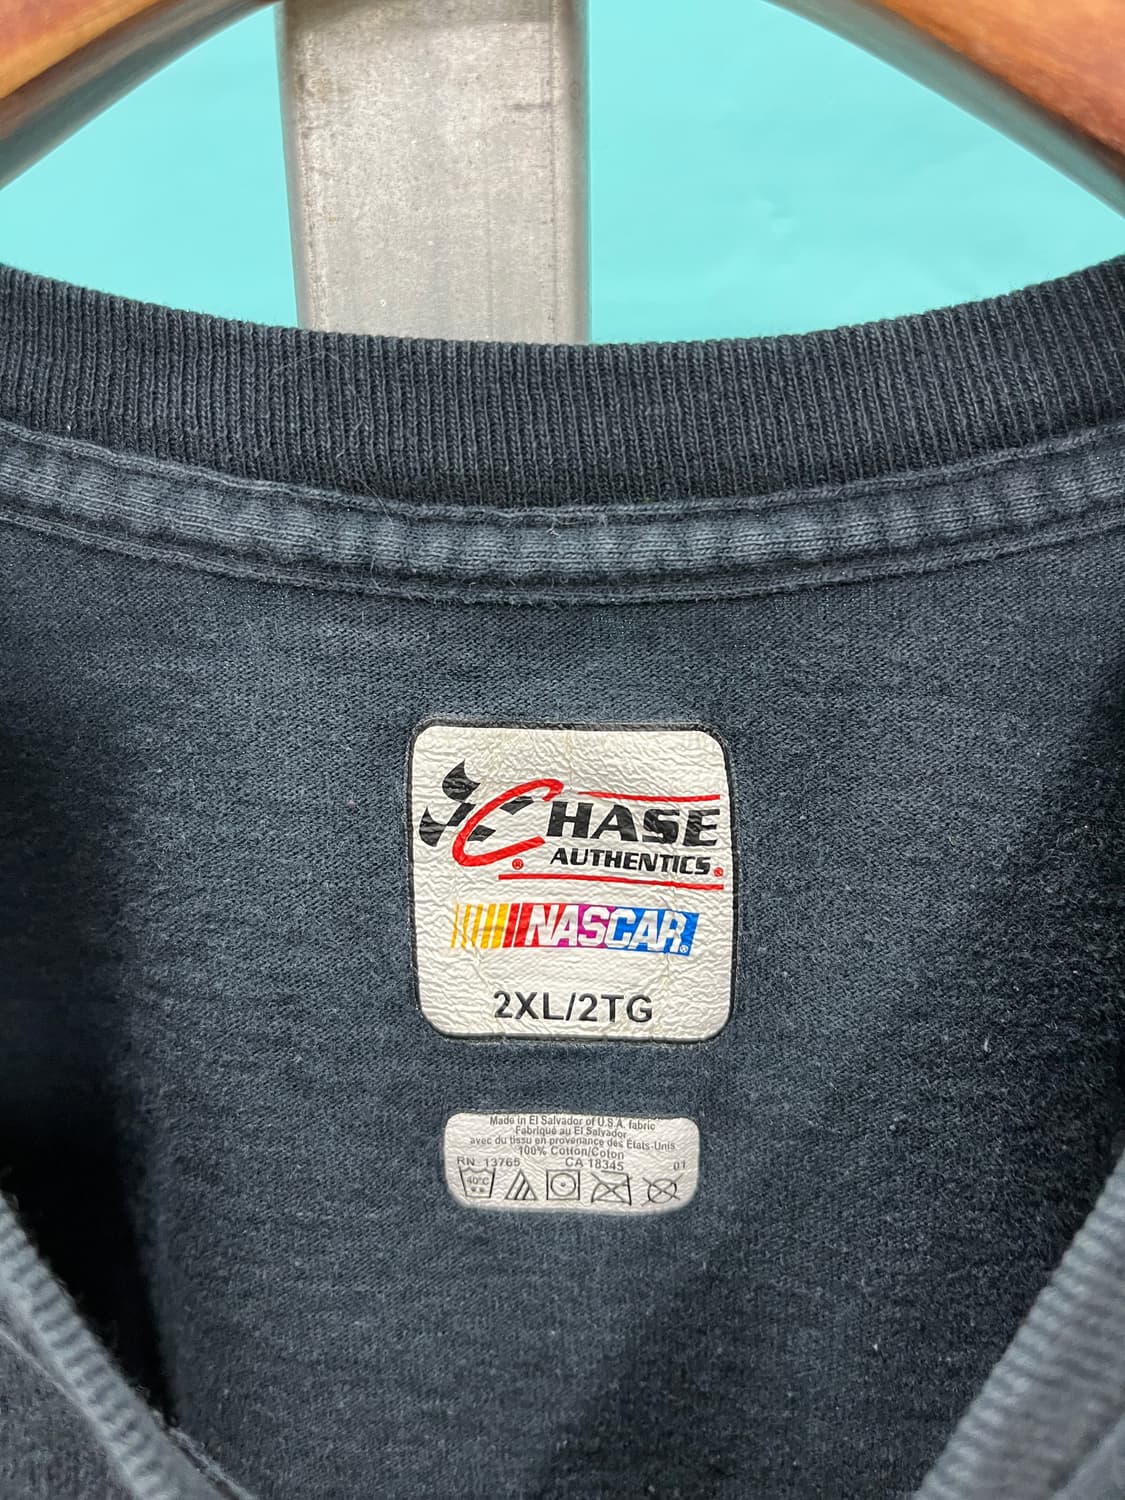 CHASE
AUTHENTICS®
NASCAR®
2XL/2TG
Made in El Salvador of U.S.A. fabric
Fabriqué au El Salvador
avec du tissu en provenance des États-Unis
100% Cotton/Coton
RN 13765 CA 18345 01
40°C